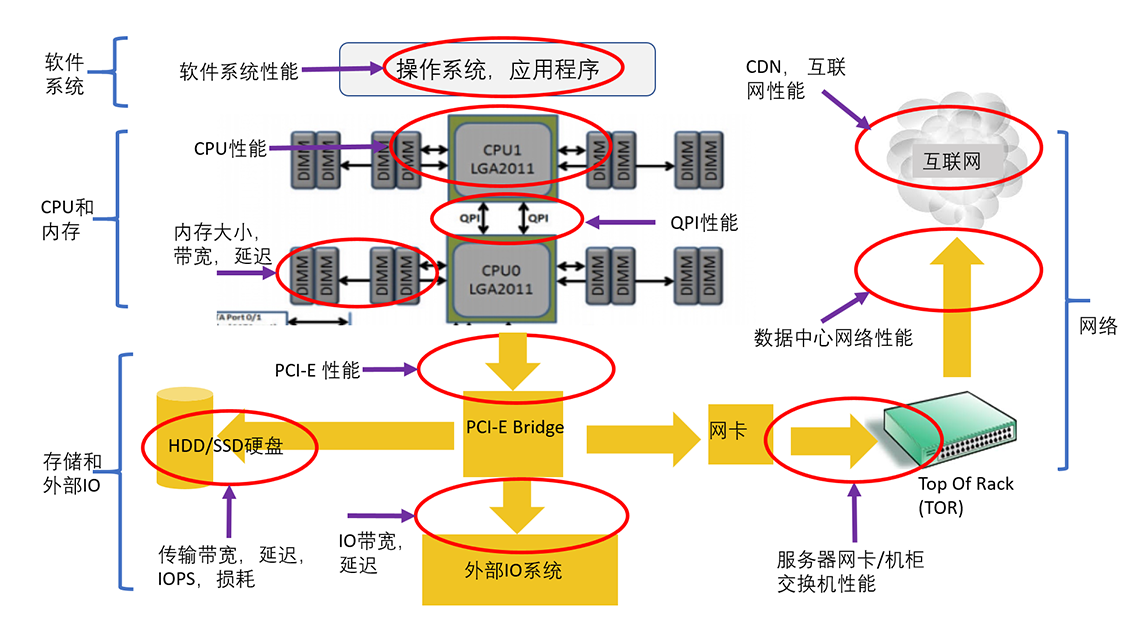 软件
系统
软件系统性能
操作系统，应用程序
CDN， 互联
网性能
互联网
CPU和
内存
CPU性能
DIMM
DIMM
DIMM
DIMM
CPU1
LGA2011
DIMM
DIMM
DIMM
DIMM
QPI
QPI
QPI性能
内存大小，
带宽，延迟
DIMM
DIMM
DIMM
DIMM
CPU0
LGA2011
DIMM
DIMM
DIMM
DIMM
A Port 0/1
数据中心网络性能
网络
PCI-E 性能
存储和
外部IO
HDD/SSD硬盘
PCI-E Bridge
网卡
Top Of Rack
(TOR)
传输带宽，延迟，
IOPS，损耗
IO带宽，
延迟
外部IO系统
服务器网卡/机柜
交换机性能